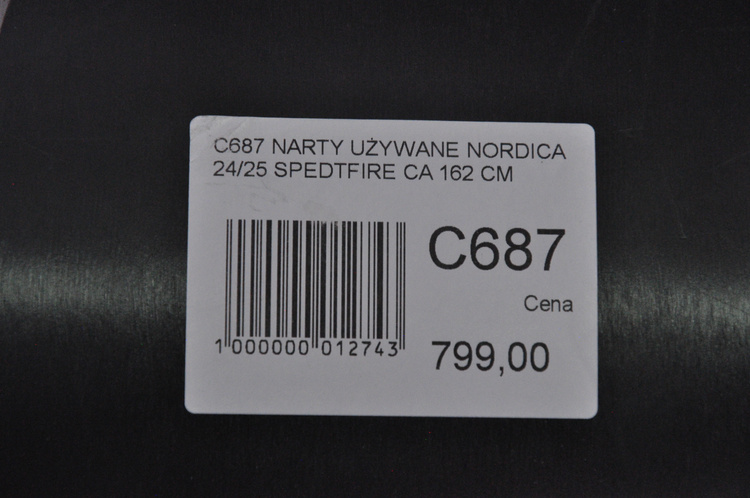 C687 NARTY UŻYWANE NORDICA
24/25 SPEDTFIRE CA 162 CM
C687
Cena
799,00
1 000000 012743